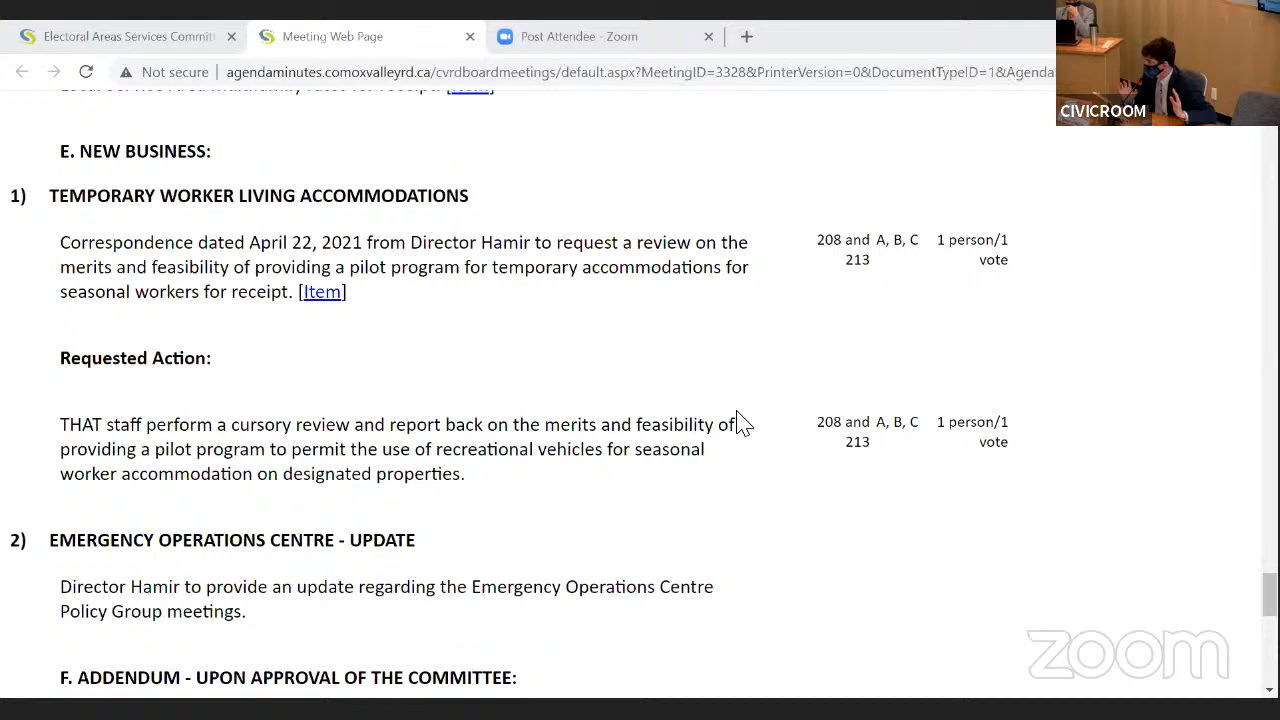 Electoral Areas Services Committ
Meeting Web Page
Post Attendee - Zoom
Not secure
agendaminutes.comoxvalleyrd.ca/cvrdboardmeetings/default.aspx?MeetingID=3328&PrinterVersion=0&DocumentTypeID=1&Agenda
CIVICROOM
E. NEW BUSINESS:
1) TEMPORARY WORKER LIVING ACCOMMODATIONS
Correspondence dated April 22, 2021 from Director Hamir to request a review on the 208 and A, B, C 1 person/1
merits and feasibility of providing a pilot program for temporary accommodations for 213 vote
seasonal workers for receipt. [Item]
Requested Action:
THAT staff perform a cursory review and report back on the merits and feasibility of 208 and A, B, C 1 person/1
providing a pilot program to permit the use of recreational vehicles for seasonal 213 vote
worker accommodation on designated properties.
2) EMERGENCY OPERATIONS CENTRE - UPDATE
Director Hamir to provide an update regarding the Emergency Operations Centre
Policy Group meetings.
zoom
F. ADDENDUM - UPON APPROVAL OF THE COMMITTEE: